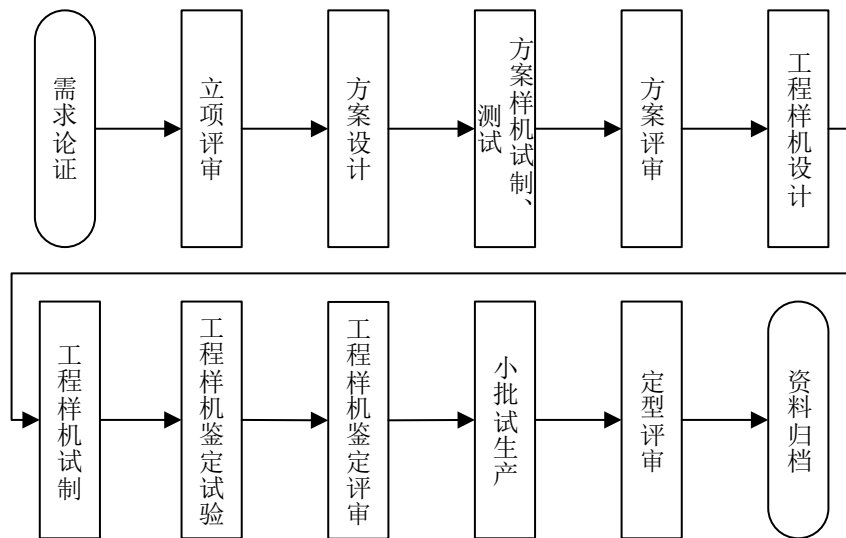 需求论证
立项评审
方案设计
方案样机试制、
测试
方案评审
工程样机设计
工程样机试制
工程样机鉴定试验
工程样机鉴定评审
小批试生产
定型评审
资料归档